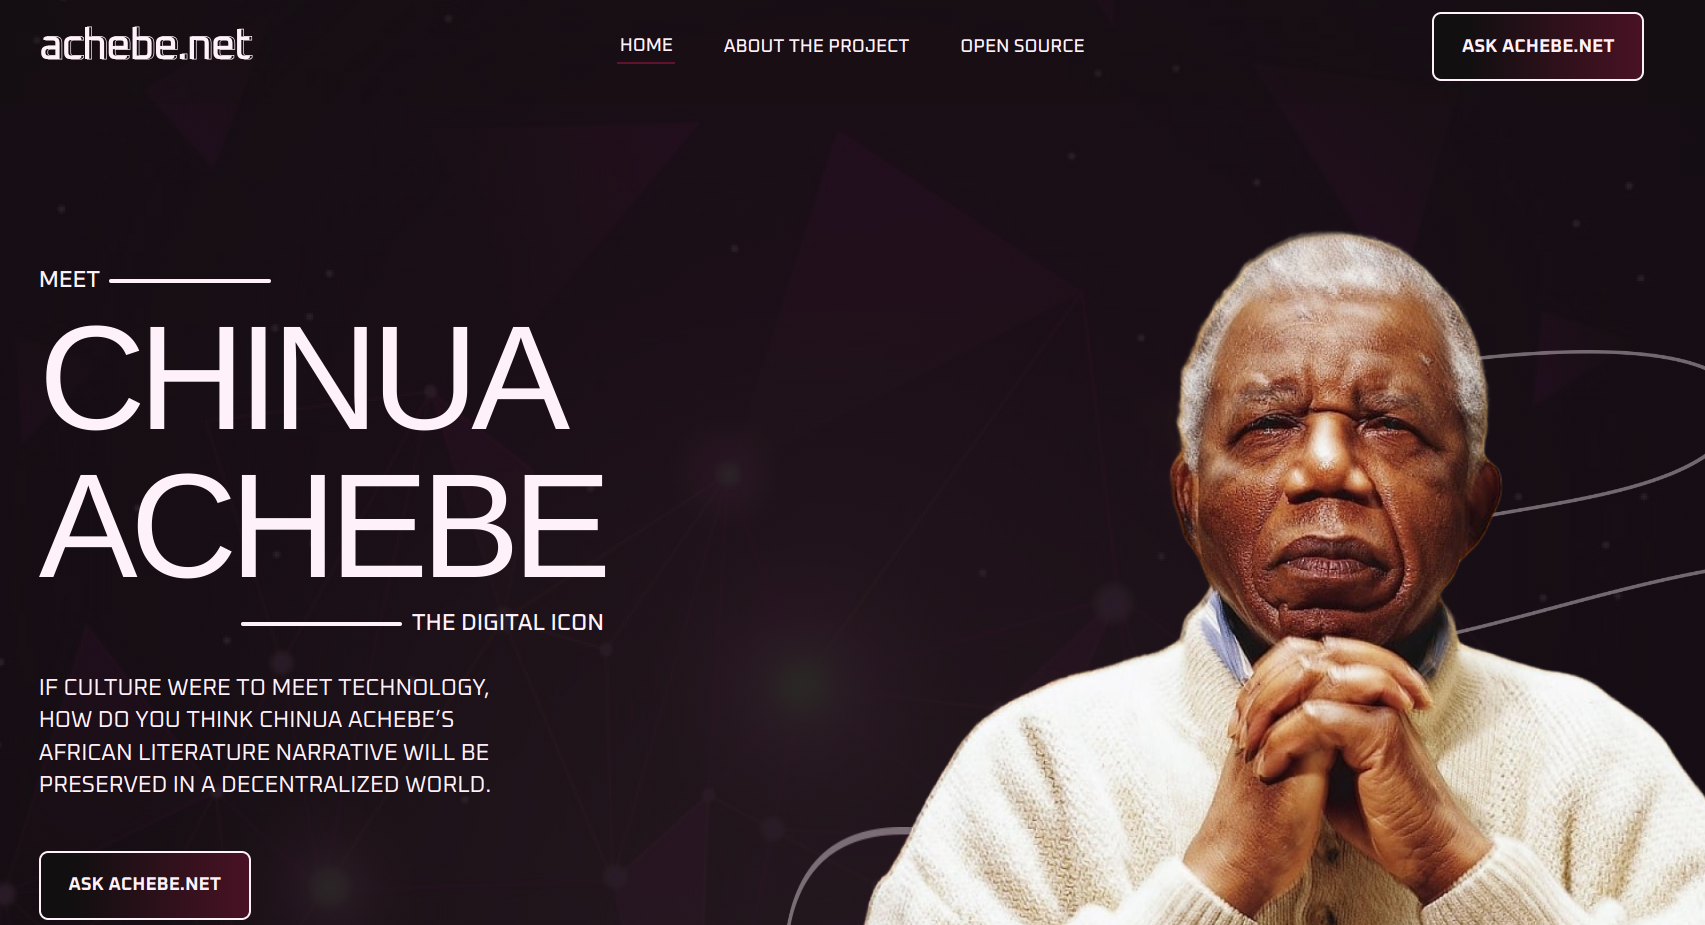 achebe.net
HOME
ABOUT THE PROJECT
OPEN SOURCE
ASK ACHEBE.NET
MEET
CHINUA
ACHEBE
THE DIGITAL ICON
IF CULTURE WERE TO MEET TECHNOLOGY,
HOW DO YOU THINK CHINUA ACHEBE’S
AFRICAN LITERATURE NARRATIVE WILL BE
PRESERVED IN A DECENTRALIZED WORLD.
ASK ACHEBE.NET